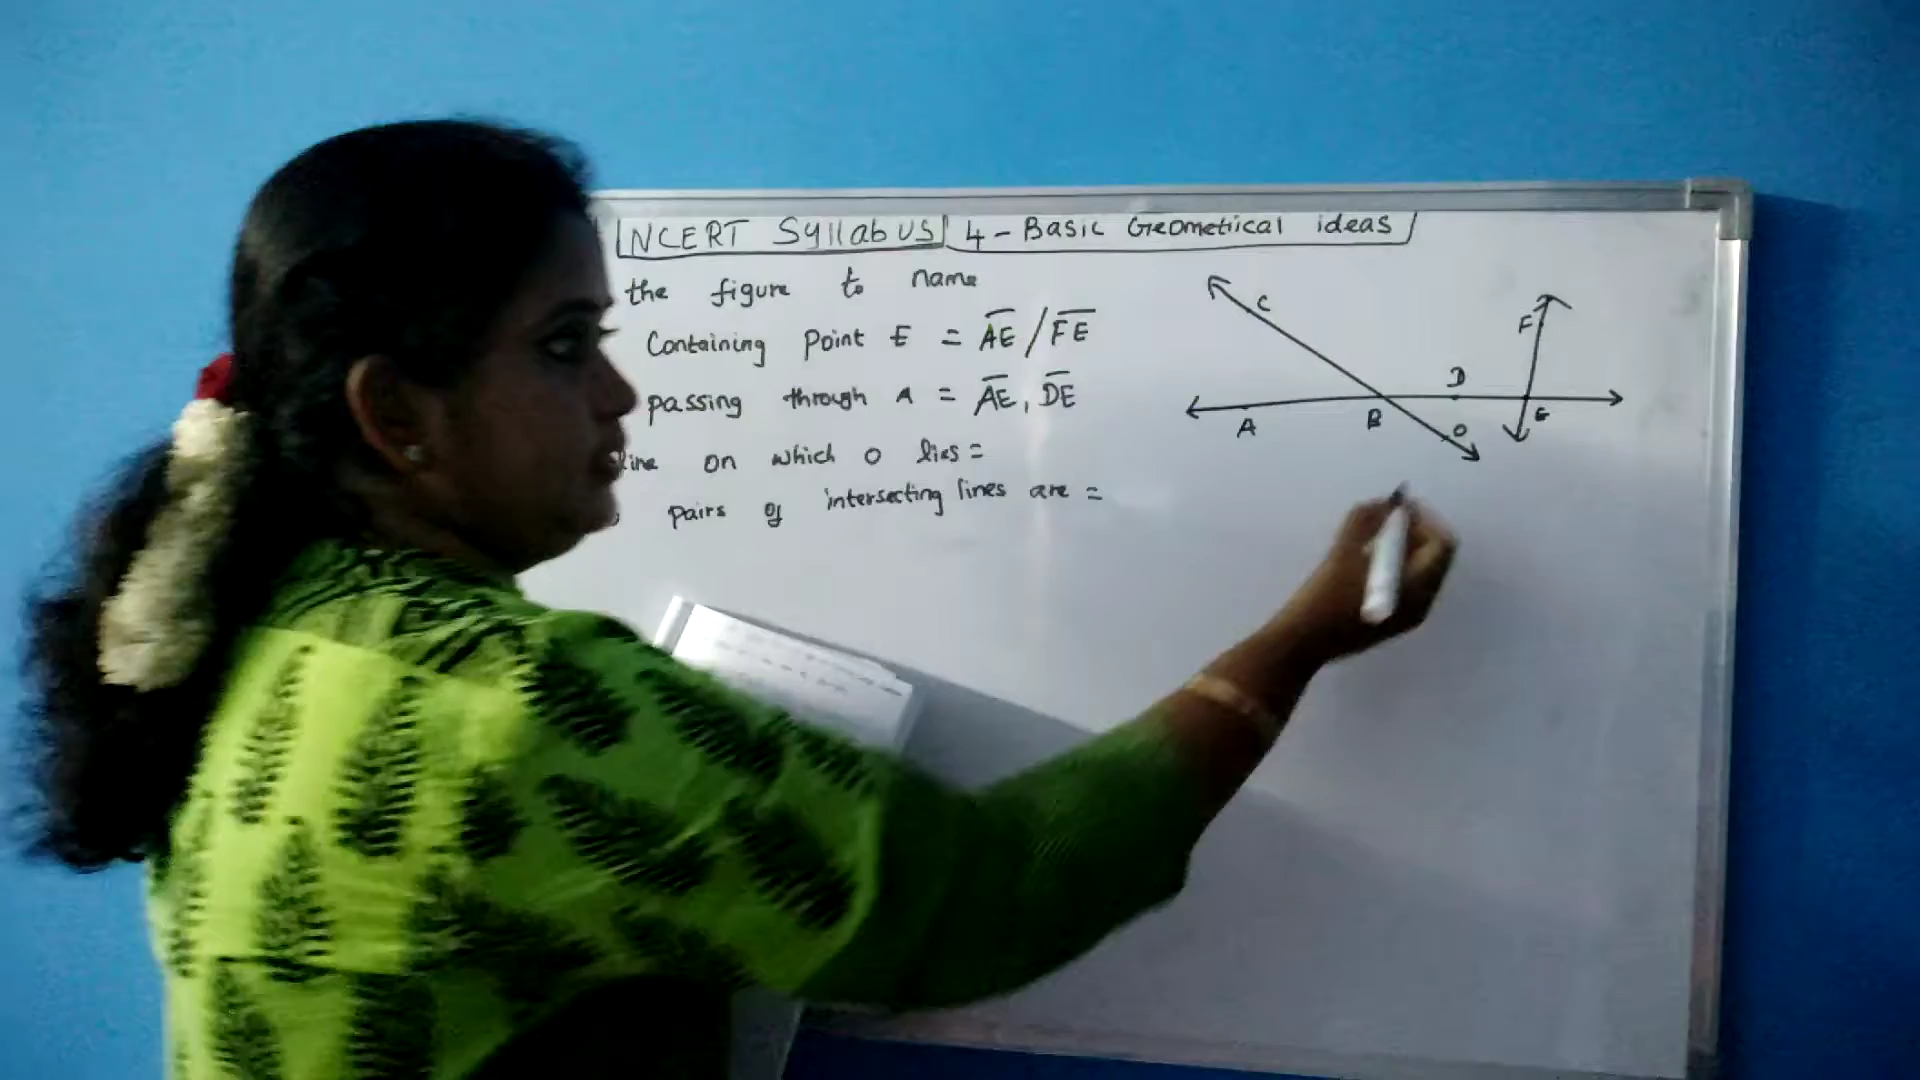 NCERT Syllabus 4 - Basic Geometrical ideas
the figure to name
Containing point E = AE / FE
passing through A = AE, DE
line on which O lies =
pairs of intersecting lines are =
C
F
D
A
B
E
O